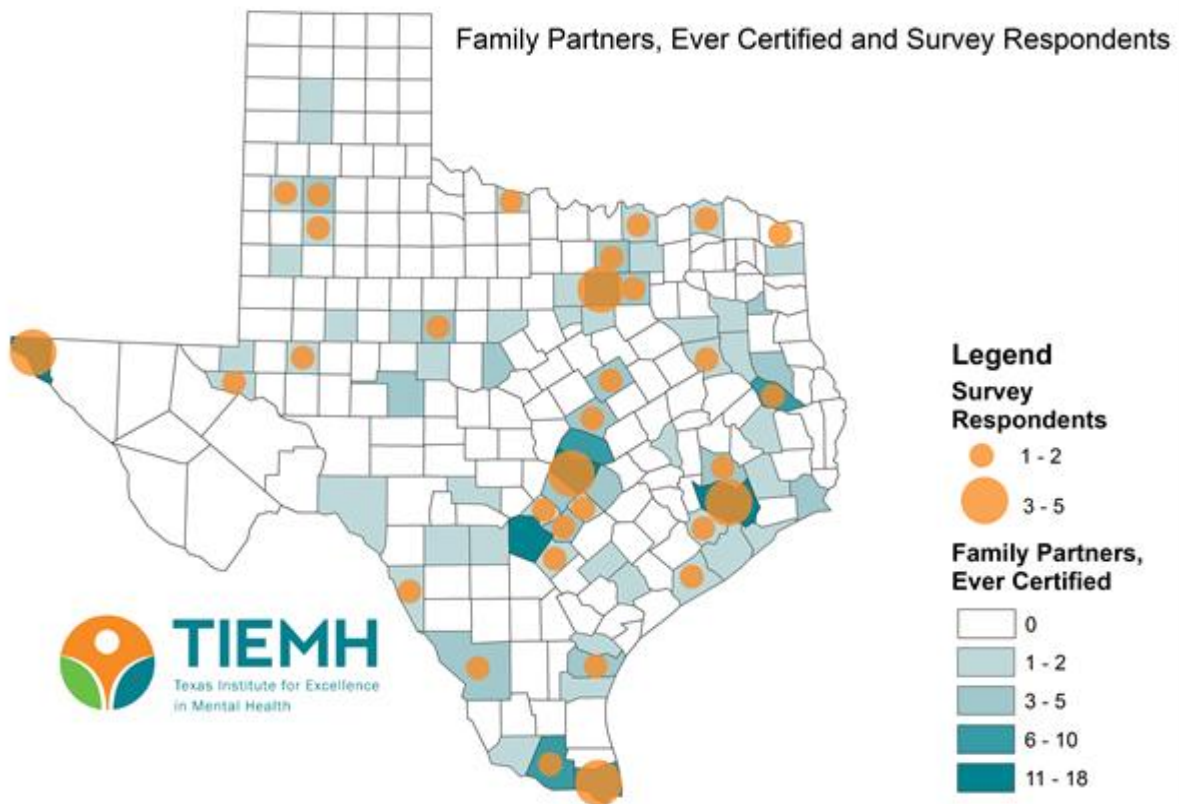 Family Partners, Ever Certified and Survey Respondents
Legend
Survey
Respondents
1 - 2
3 - 5
Family Partners,
Ever Certified
0
1 - 2
3 - 5
6 - 10
11 - 18
TIEMH
Texas Institute for Excellence
in Mental Health